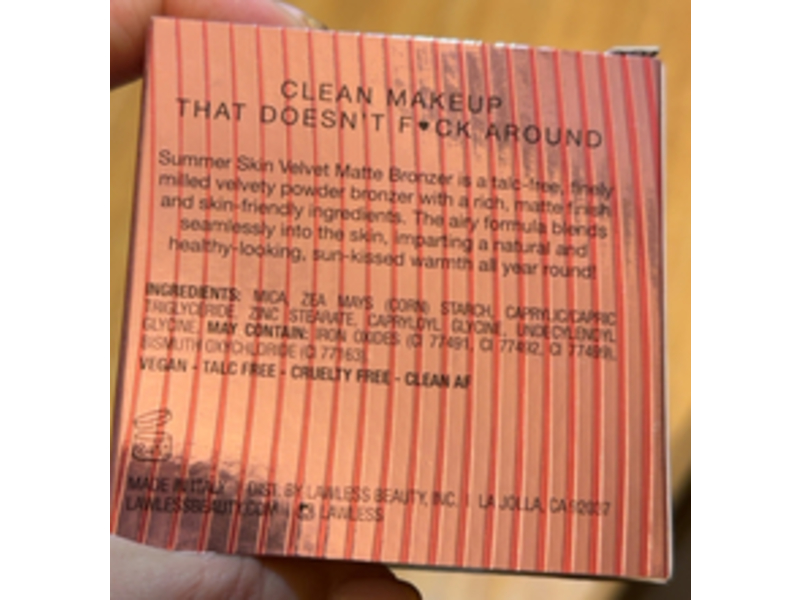 CLEAN MAKEUP
THAT DOESN'T F♥CK AROUND
Summer Skin Velvet Matte Bronzer is a talc-free, finely
milled velvety powder bronzer with a rich, matte finish
and skin-friendly ingredients. The airy formula blends
seamlessly into the skin, imparting a natural and
healthy-looking, sun-kissed warmth all year round!
INGREDIENTS: MICA, ZEA MAYS (CORN) STARCH, CAPRYLIC/CAPRIC
TRIGLYCERIDE, ZINC STEARATE, CAPRYLOYL GLYCINE, UNDECYLENOYL
GLYCINE, MAY CONTAIN: IRON OXIDES (CI 77491, CI 77492, CI 77499),
BISMUTH OXYCHLORIDE (CI 77163).
VEGAN - TALC FREE - CRUELTY FREE - CLEAN AF
MADE IN ITALY | DIST. BY LAWLESS BEAUTY, INC. | LA JOLLA, CA 92037
LAWLESSBEAUTY.COM | LAWLESS